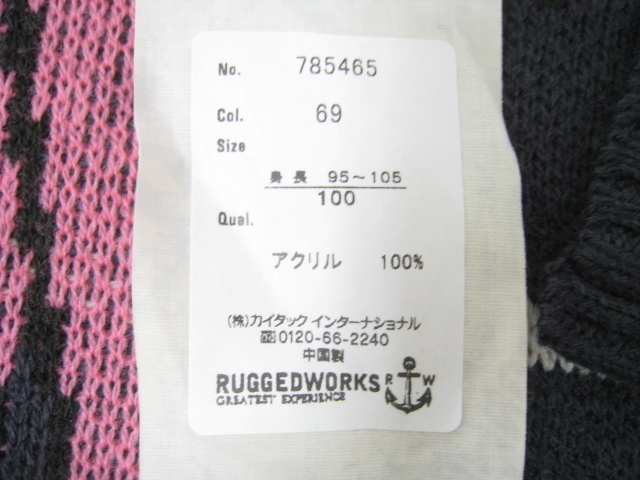 No. 785465
Col. 69
Size
身長 95～105
100
Qual.
アクリル 100%
(株)カイタック インターナショナル
☎0120-66-2240
中国製
RUGGEDWORKS R W
GREATEST EXPERIENCE